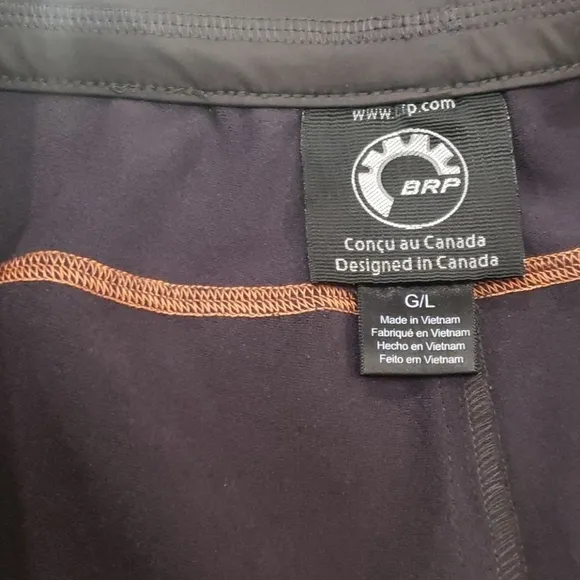 BRP
Conçu au Canada
Designed in Canada
G/L
Made in Vietnam
Fabriqué en Vietnam
Hecho en Vietnam
Feito em Vietnam